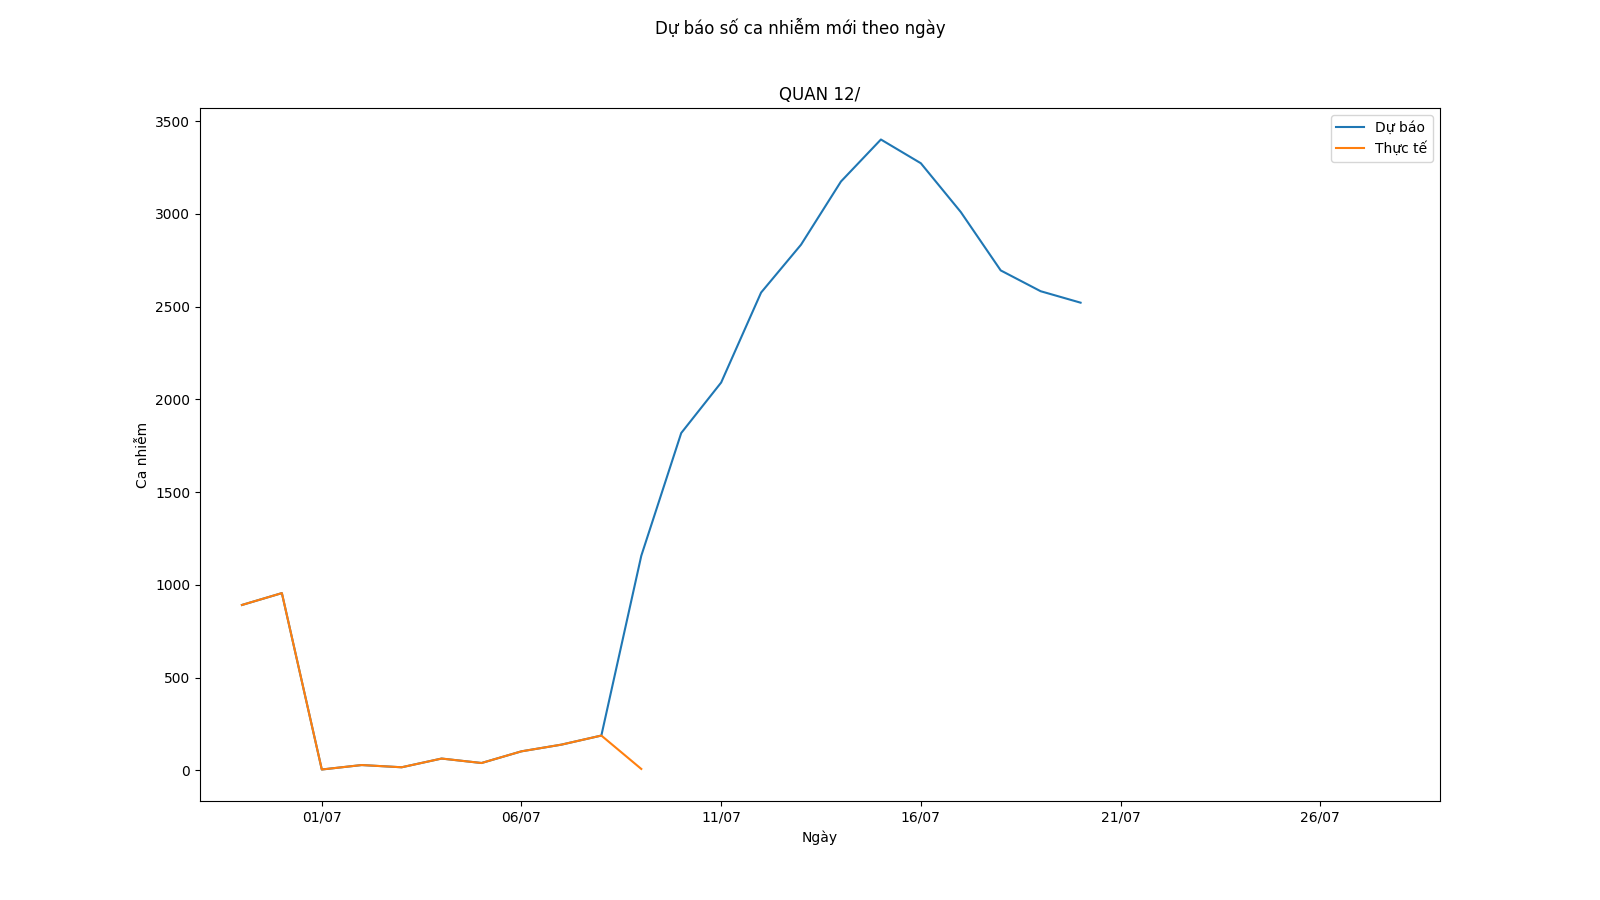 Dự báo số ca nhiễm mới theo ngày
QUAN 12/
3500
3000
2500
2000
1500
1000
500
0
Ca nhiễm
Dự báo
Thực tế
01/07 06/07 11/07 16/07 21/07 26/07
Ngày